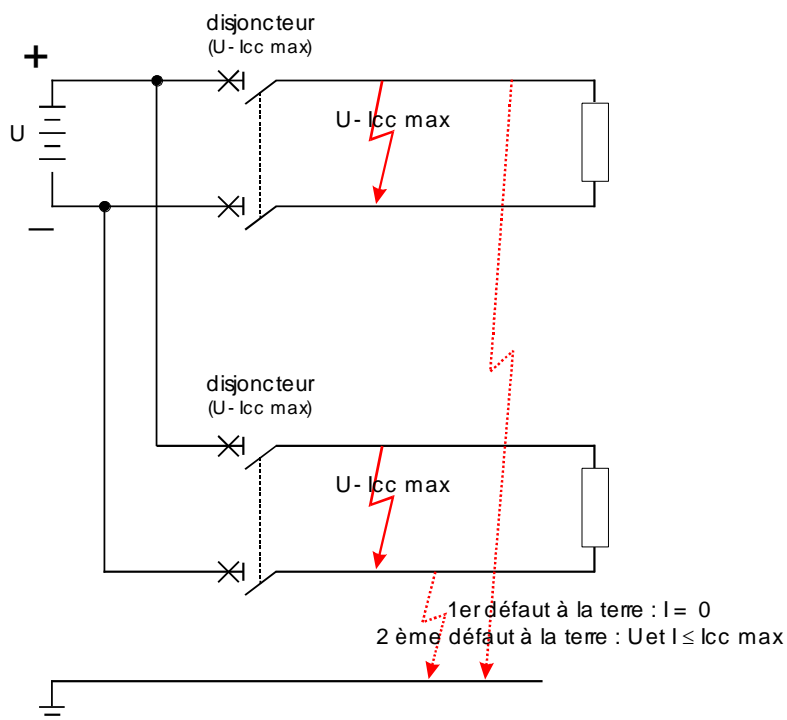 disjoncteur
(U- Icc max)
+
U
U- Icc max
–
disjoncteur
(U- Icc max)
U- Icc max
1er défaut à la terre : I = 0
2 ème défaut à la terre : U et I ≤ Icc max